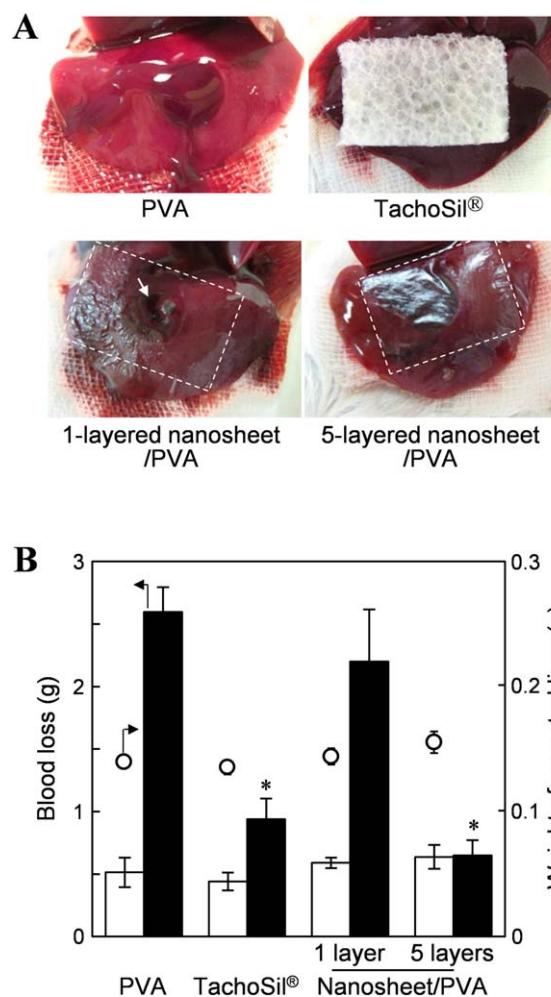 A
PVA
TachoSil®
1-layered nanosheet
/PVA
5-layered nanosheet
/PVA
B
Blood loss (g)
3
2
1
0
0.3
0.2
0.1
0.0
*
*
1 layer
5 layers
PVA
TachoSil®
Nanosheet/PVA